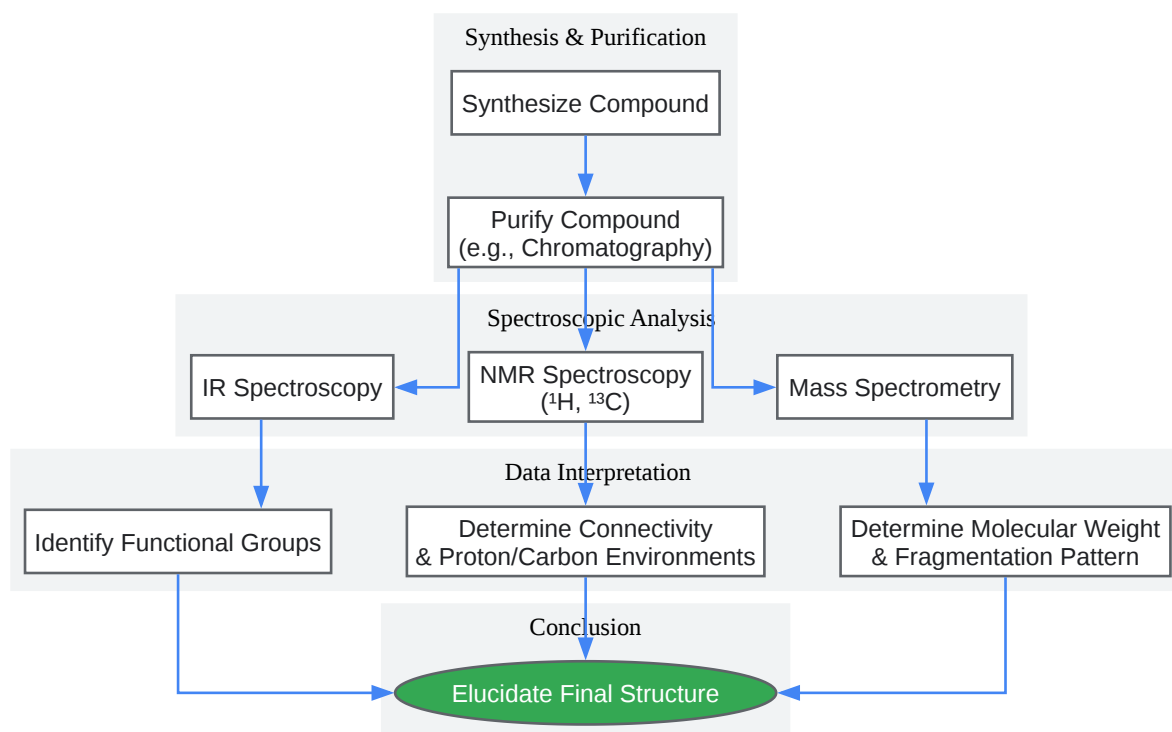 Synthesis & Purification
Synthesize Compound
Purify Compound
(e.g., Chromatography)
Spectroscopic Analysis
IR Spectroscopy
NMR Spectroscopy
(¹H, ¹³C)
Mass Spectrometry
Data Interpretation
Identify Functional Groups
Determine Connectivity
& Proton/Carbon Environments
Determine Molecular Weight
& Fragmentation Pattern
Conclusion
Elucidate Final Structure